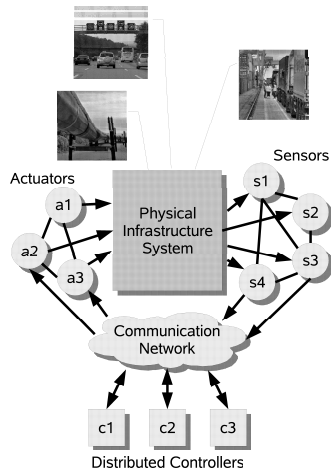 Actuators
Sensors
a1
a2
a3
Physical
Infrastructure
System
s1
s2
s3
s4
Communication
Network
c1
c2
c3
Distributed Controllers